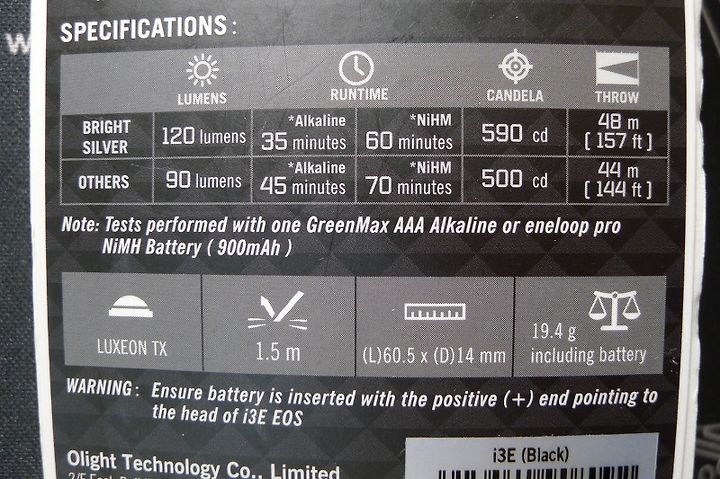 SPECIFICATIONS:
LUMENS RUNTIME CANDELA THROW
BRIGHT SILVER 120 lumens *Alkaline 35 minutes *NiHM 60 minutes 590 cd 48 m [ 157 ft ]
OTHERS 90 lumens *Alkaline 45 minutes *NiHM 70 minutes 500 cd 44 m [ 144 ft ]
Note: Tests performed with one GreenMax AAA Alkaline or eneloop pro
NiMH Battery ( 900mAh )
LUXEON TX 1.5 m (L)60.5 x (D)14 mm 19.4 g including battery
WARNING: Ensure battery is inserted with the positive (+) end pointing to
the head of i3E EOS
Olight Technology Co., Limited
i3E (Black)